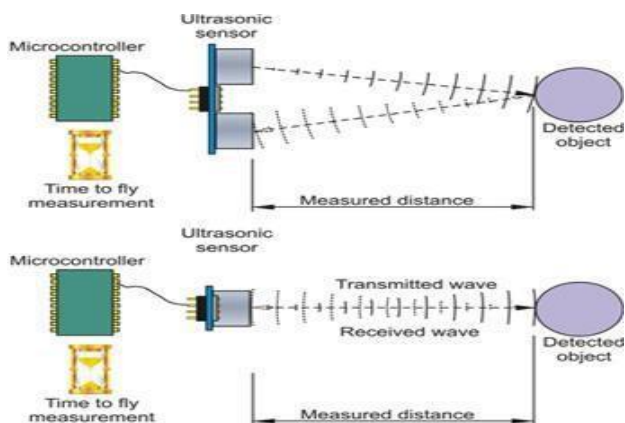 Ultrasonic
sensor
Microcontroller
Detected
object
Time to fly
measurement
Measured distance
Ultrasonic
sensor
Microcontroller
Transmitted wave
Received wave
Detected
object
Time to fly
measurement
Measured distance